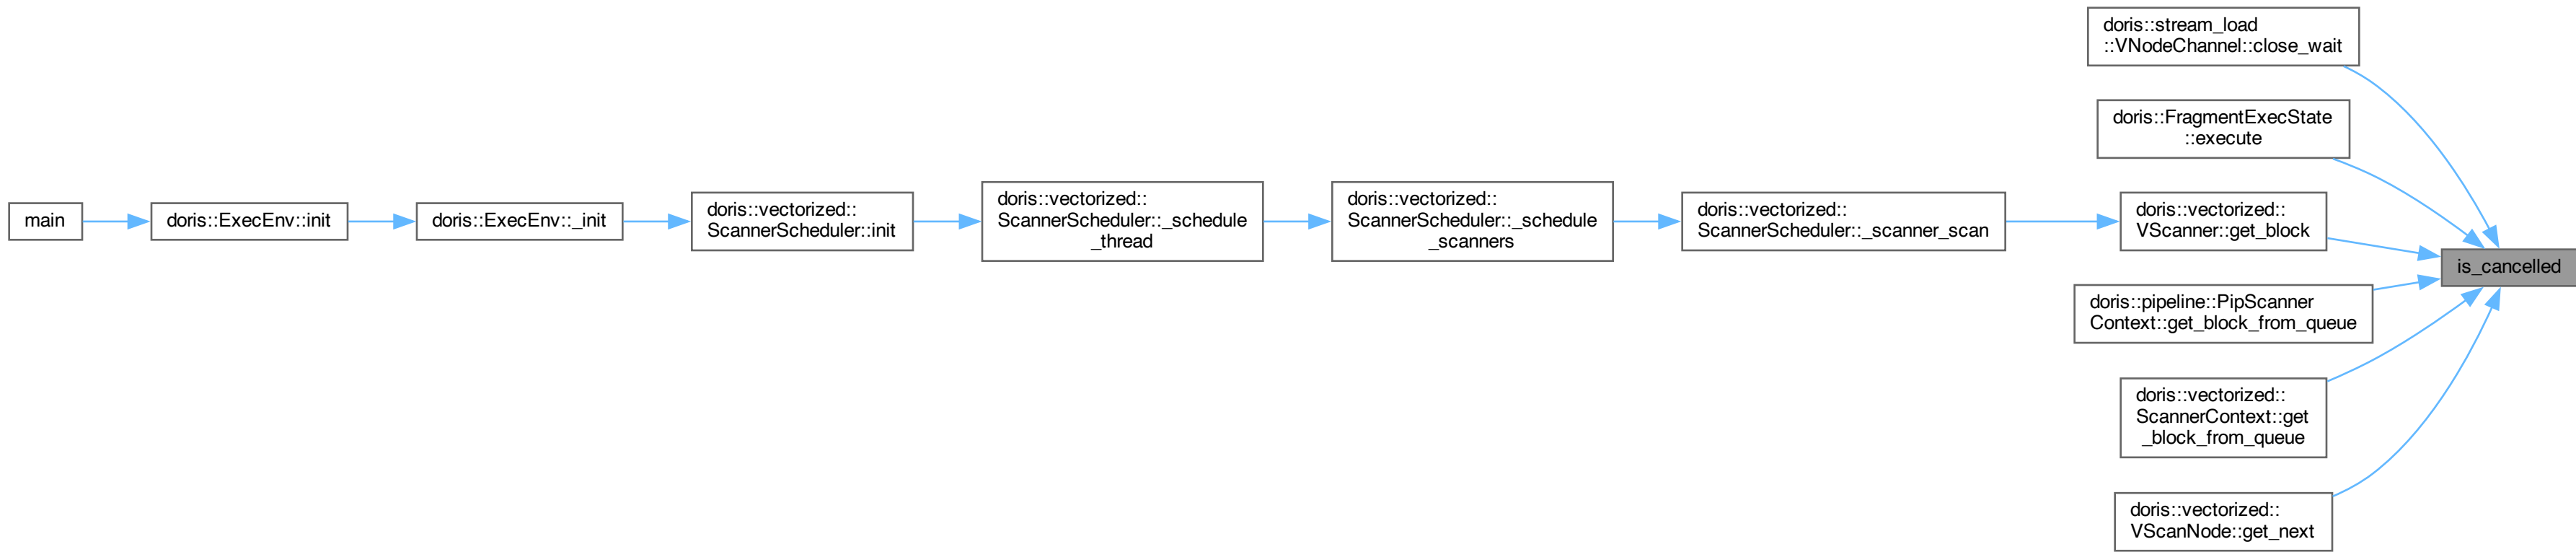 main
doris::ExecEnv::init
doris::ExecEnv::_init
doris::vectorized::
ScannerScheduler::init
doris::vectorized::
ScannerScheduler::_schedule
_thread
doris::vectorized::
ScannerScheduler::_schedule
_scanners
doris::vectorized::
ScannerScheduler::_scanner_scan
doris::stream_load
::VNodeChannel::close_wait
doris::FragmentExecState
::execute
doris::vectorized::
VScanner::get_block
doris::pipeline::PipScanner
Context::get_block_from_queue
doris::vectorized::
ScannerContext::get
_block_from_queue
doris::vectorized::
VScanNode::get_next
is_cancelled